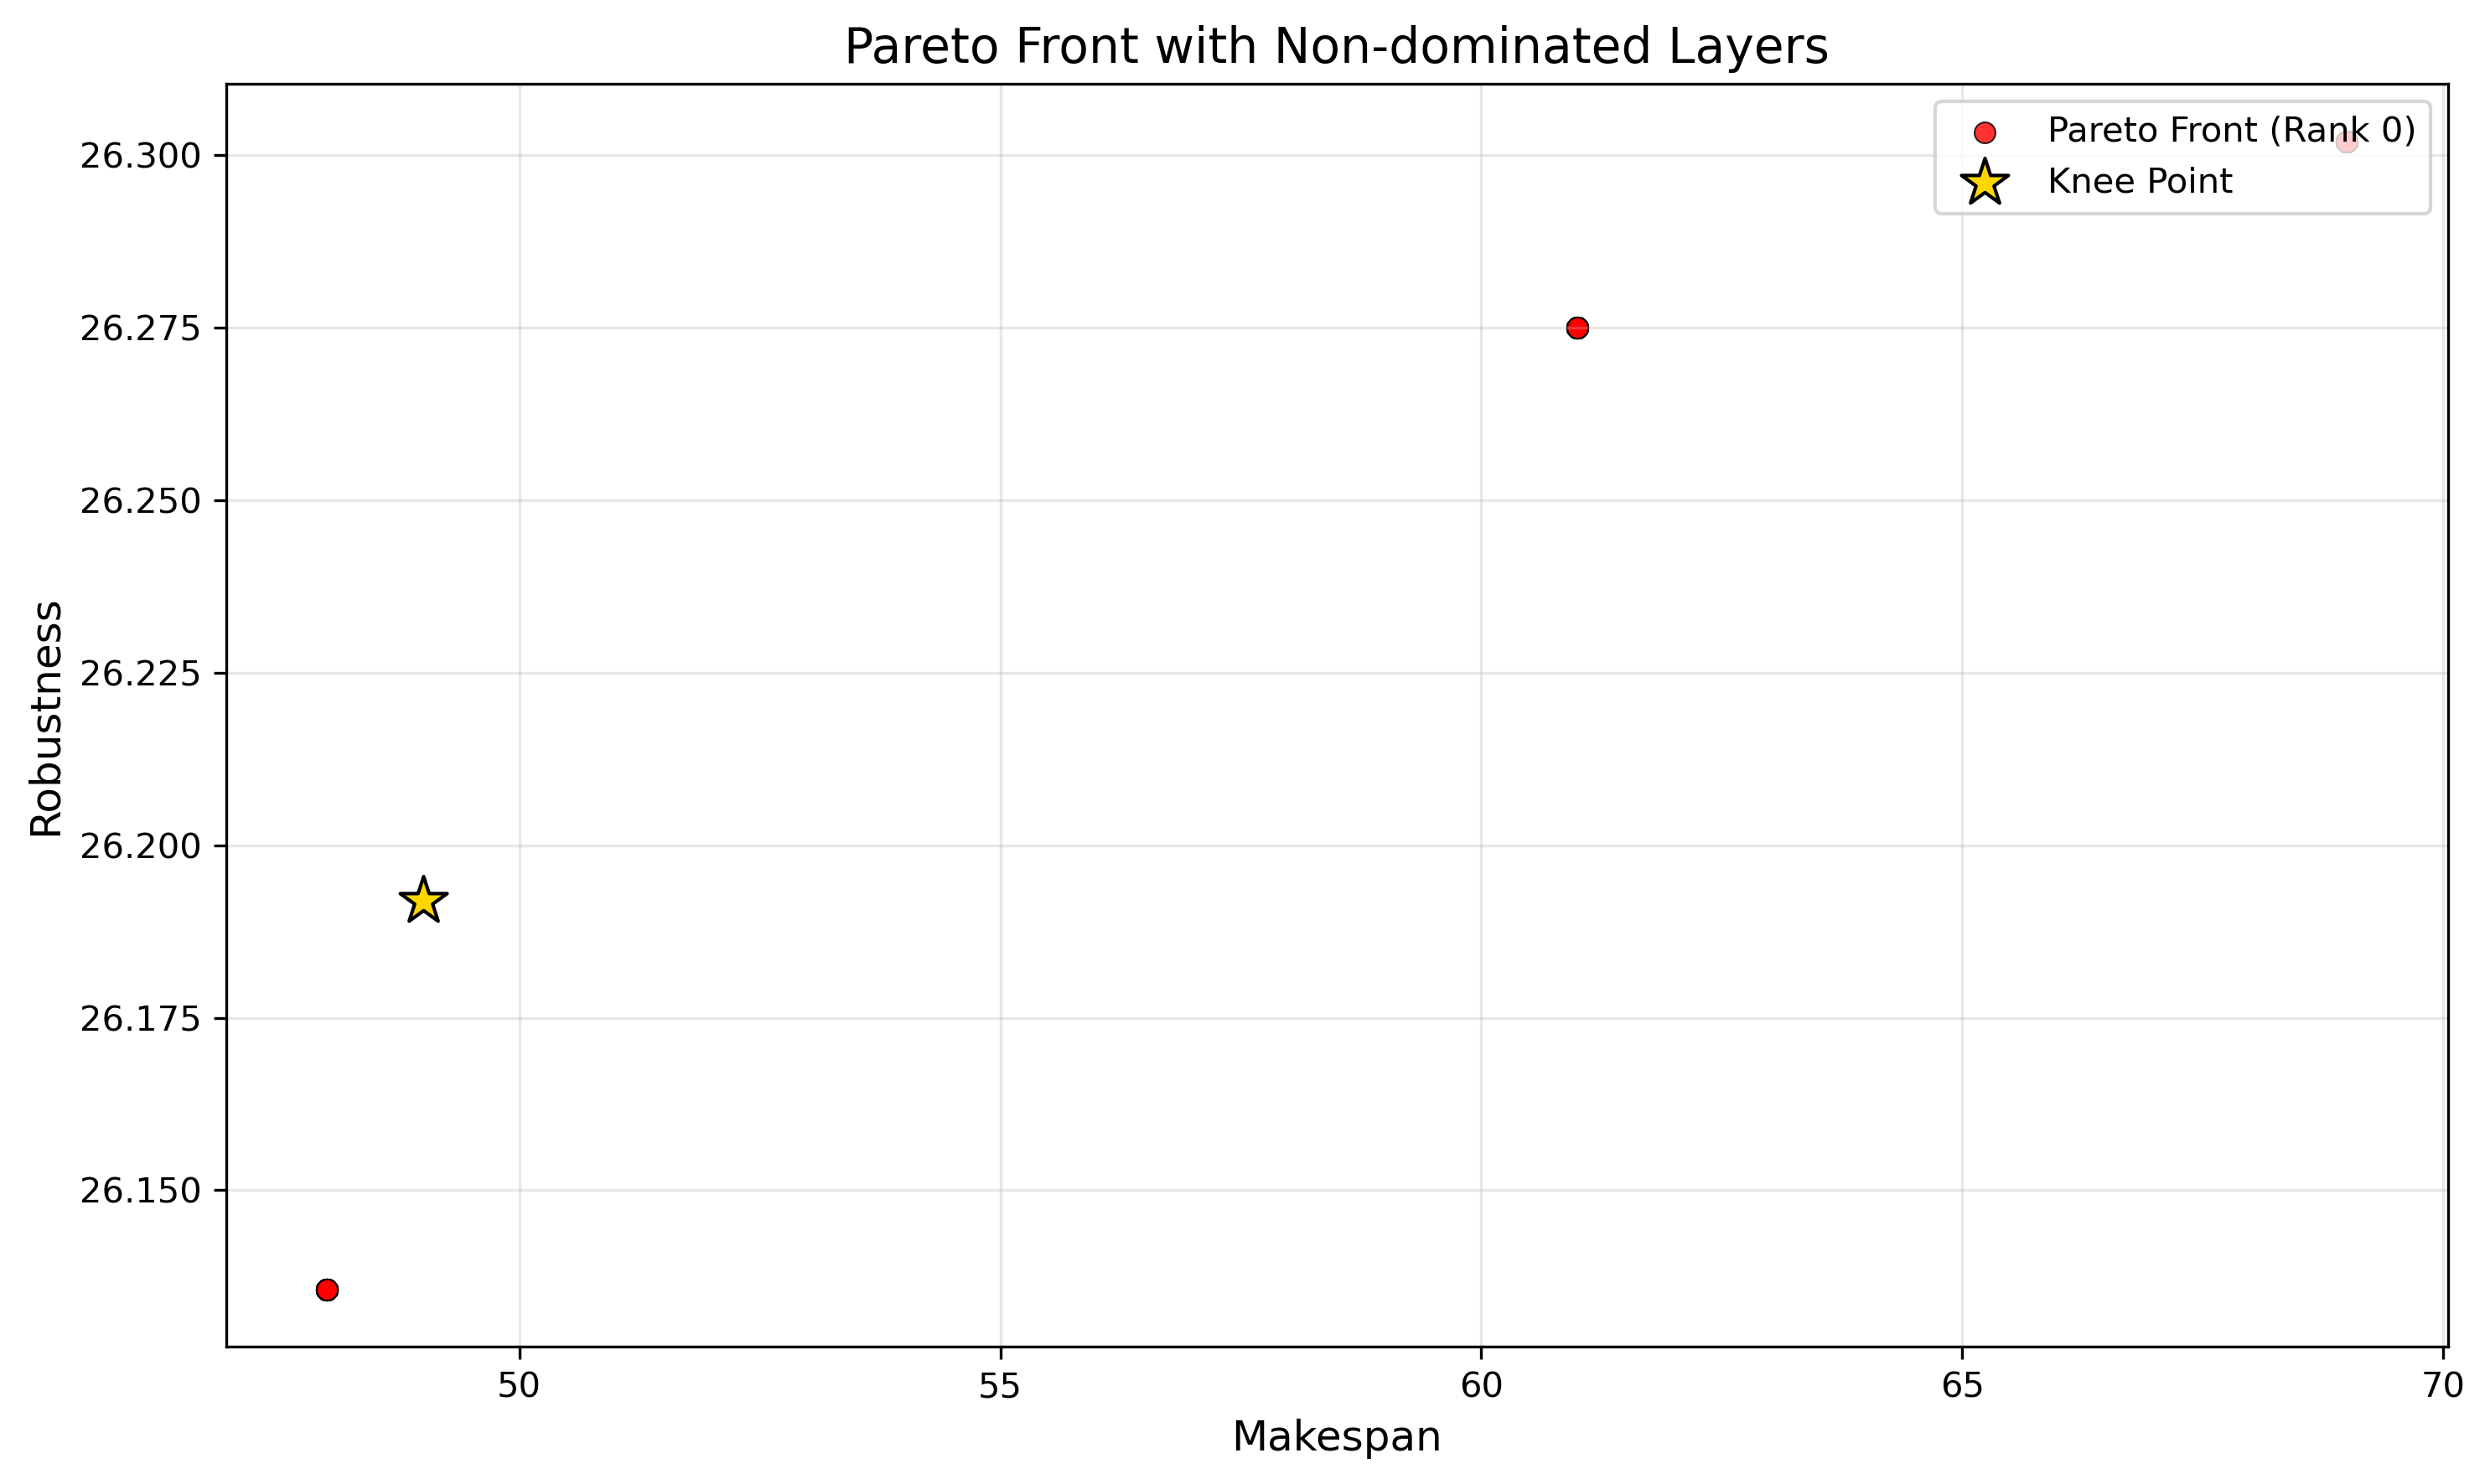 Pareto Front with Non-dominated Layers
Pareto Front (Rank 0)
Knee Point
Robustness
26.300
26.275
26.250
26.225
26.200
26.175
26.150
50
55
60
65
70
Makespan